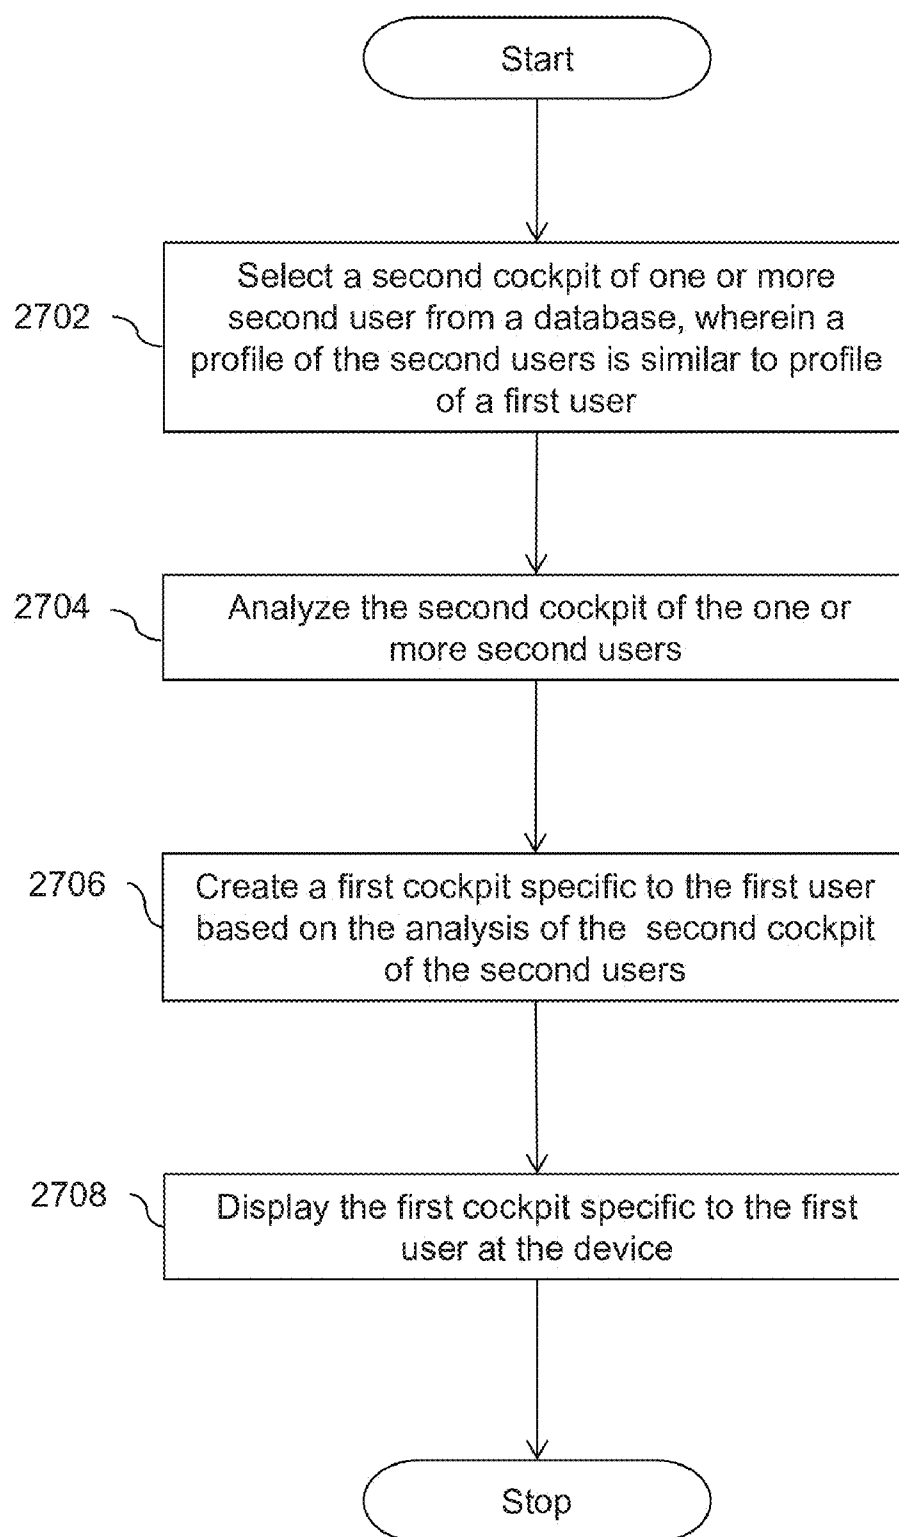 Start
2702
Select a second cockpit of one or more
second user from a database, wherein a
profile of the second users is similar to profile
of a first user
2704
Analyze the second cockpit of the one or
more second users
2706
Create a first cockpit specific to the first user
based on the analysis of the second cockpit
of the second users
2708
Display the first cockpit specific to the first
user at the device
Stop